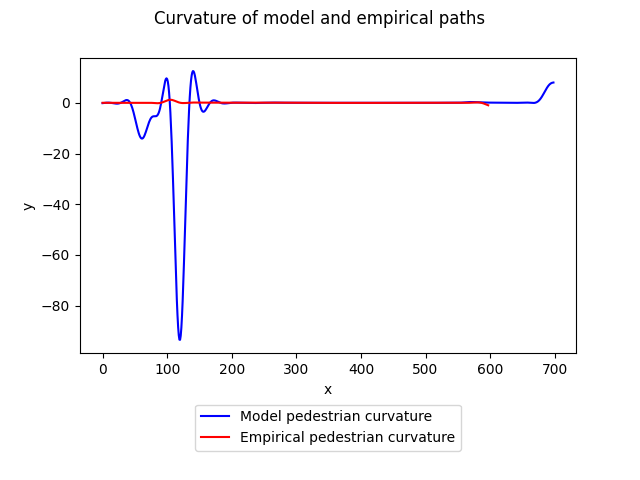 Curvature of model and empirical paths
0
−20
−40
−60
−80
y
0 100 200 300 400 500 600 700
x
Model pedestrian curvature
Empirical pedestrian curvature